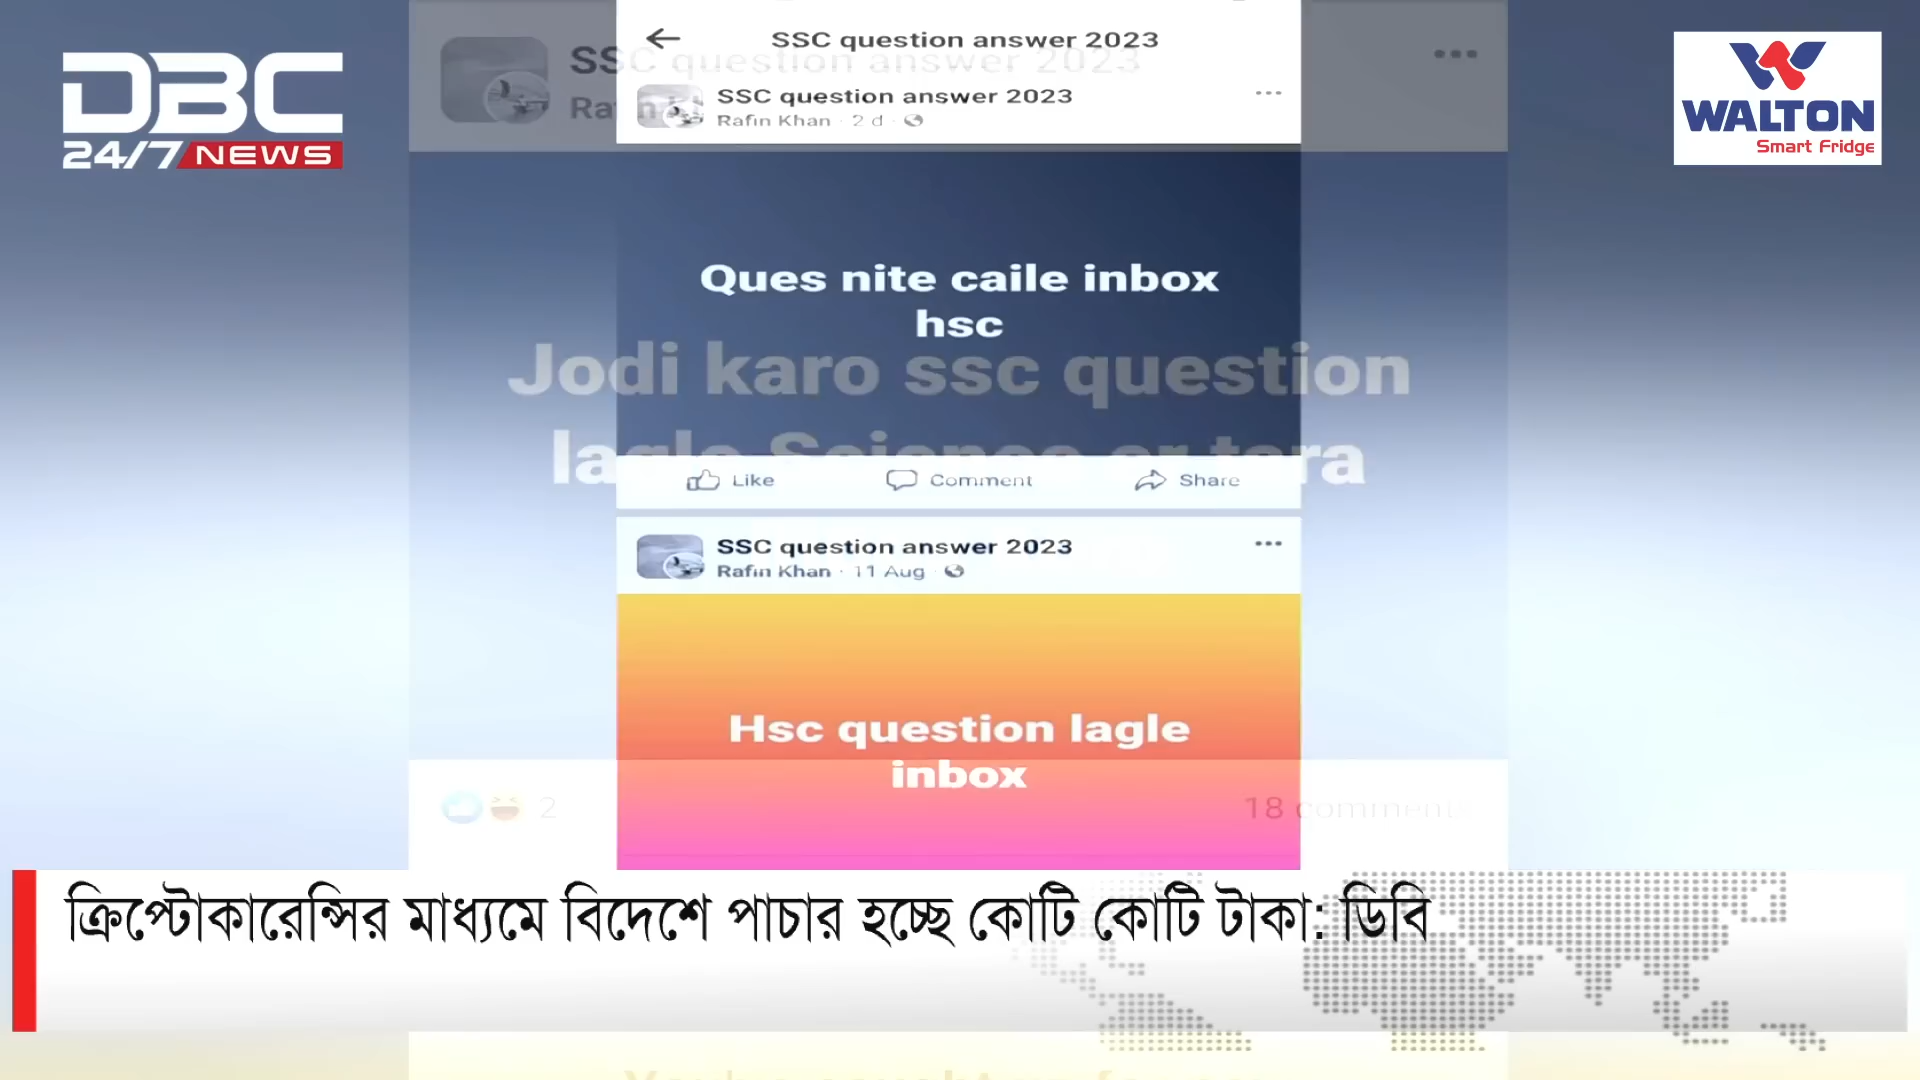 DBC
24/7 NEWS
WALTON
Smart Fridge
SSC question answer 2023
SSC question answer 2023
Rafin Khan · 2 d ·
Ques nite caile inbox
hsc
Jodi karo ssc question
Like
Comment
Share
SSC question answer 2023
Rafin Khan · 11 Aug ·
Hsc question lagle
inbox
2
18 comments
ক্রিপ্টোকারেন্সির মাধ্যমে বিদেশে পাচার হচ্ছে কোটি কোটি টাকা: ডিবি